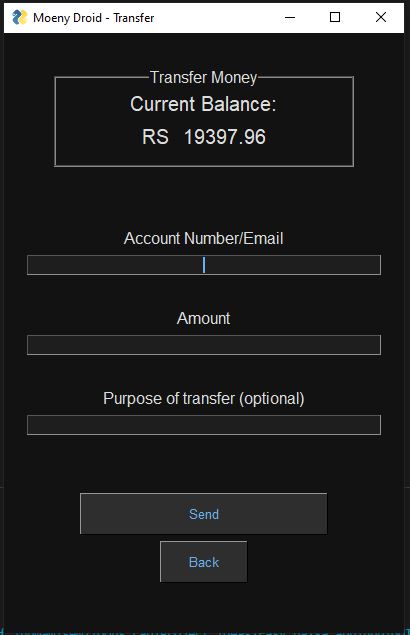 Moeny Droid - Transfer
Transfer Money
Current Balance:
RS 19397.96
Account Number/Email
Amount
Purpose of transfer (optional)
Send
Back